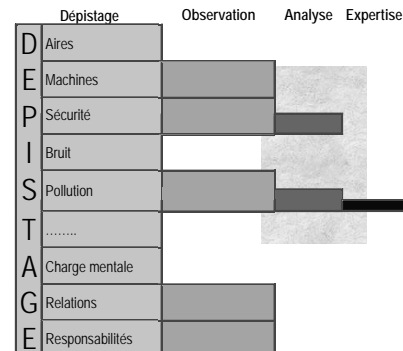 Dépistage Observation Analyse Expertise
D Aires
E Machines
P Sécurité
I Bruit
S Pollution
T ........
A Charge mentale
G Relations
E Responsabilités